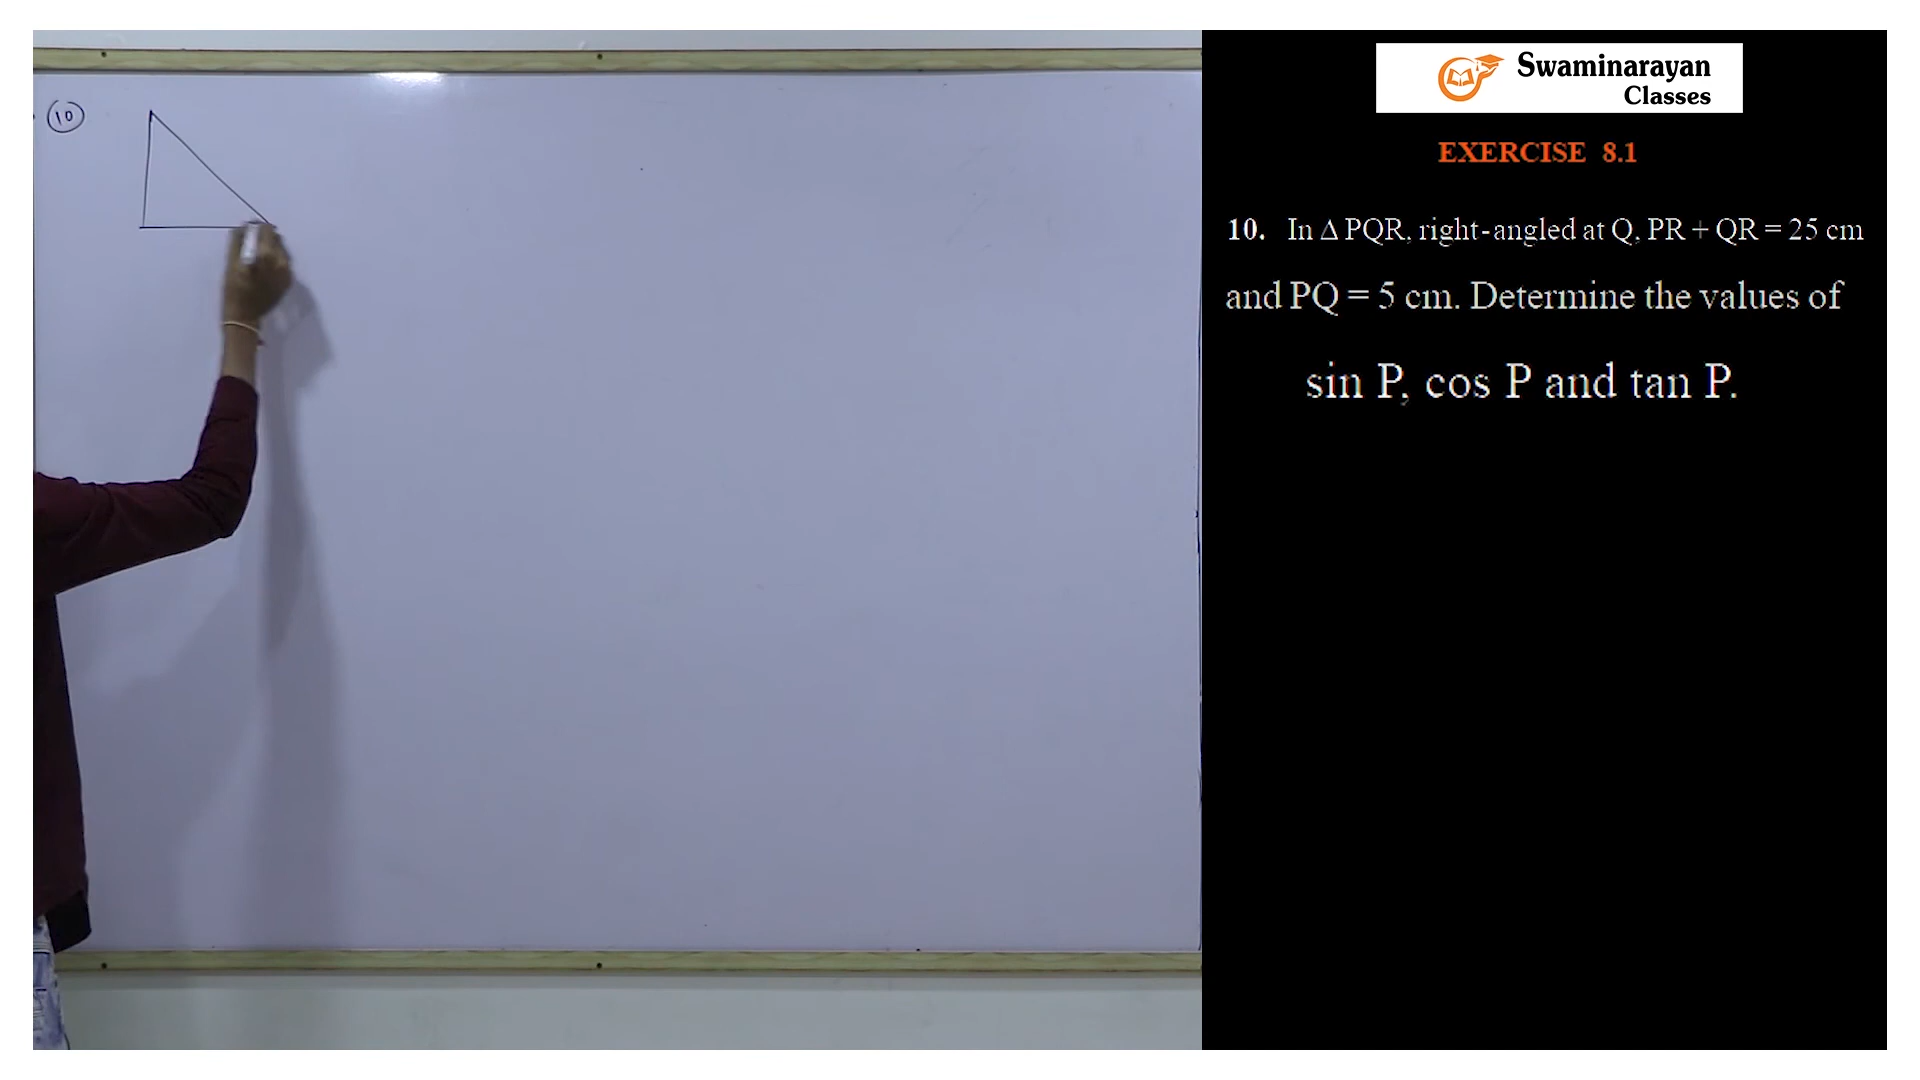 10
Swaminarayan
Classes
EXERCISE 8.1
10. In Δ PQR, right-angled at Q, PR + QR = 25 cm
and PQ = 5 cm. Determine the values of
sin P, cos P and tan P.